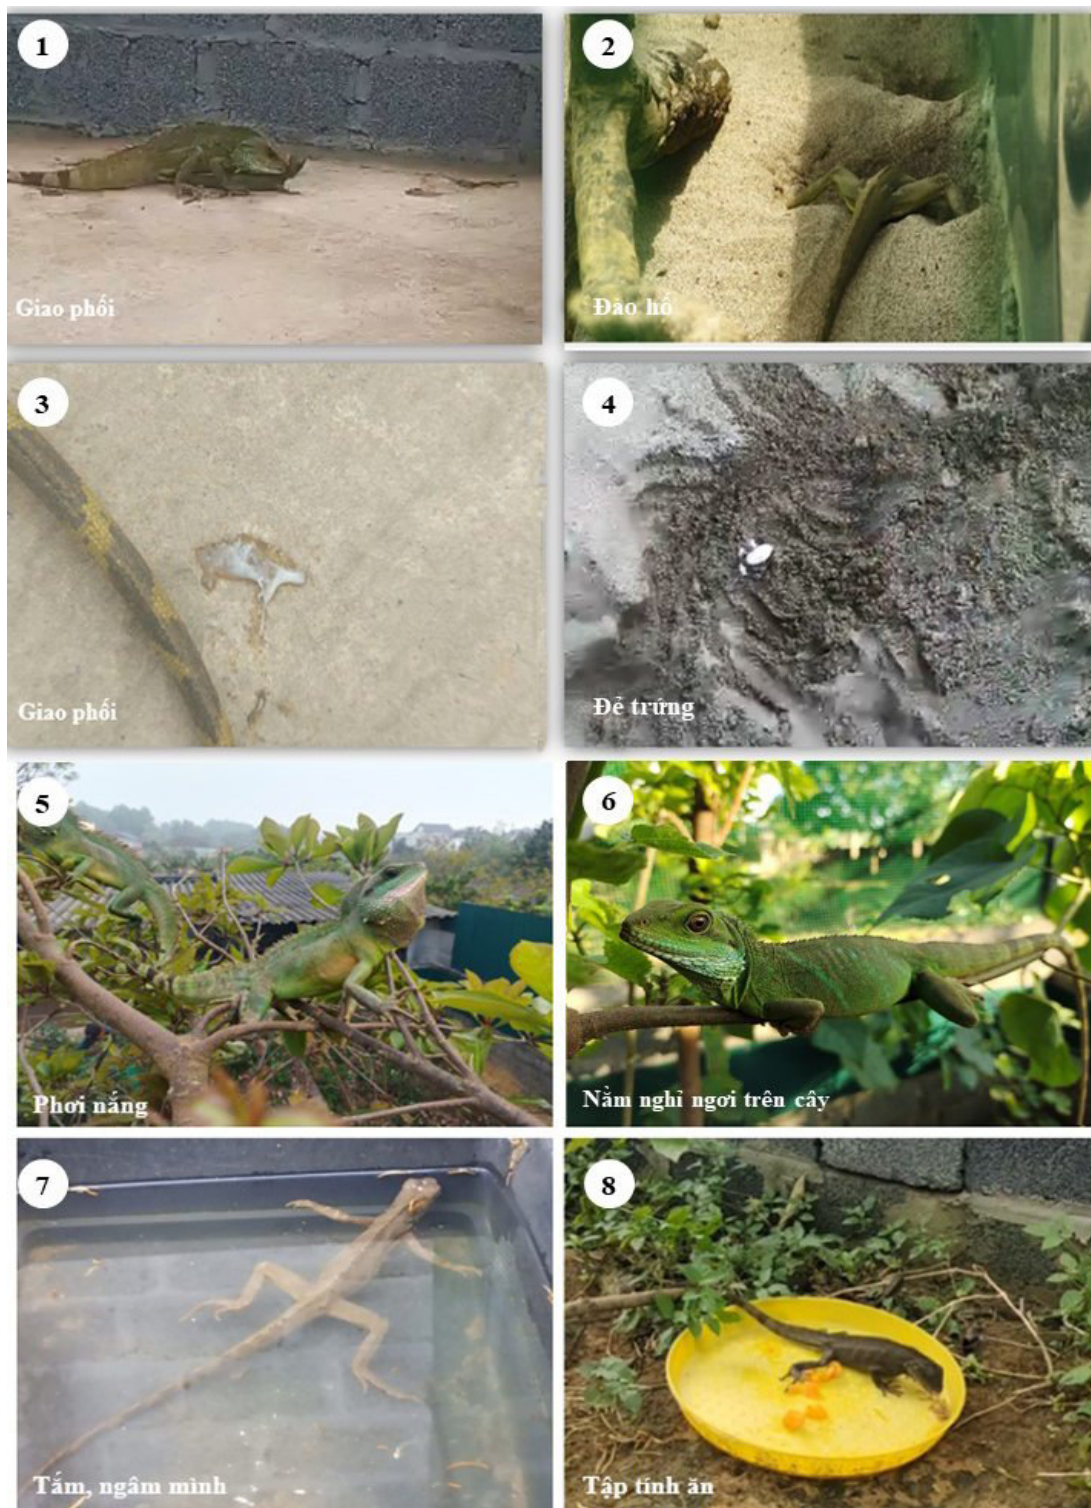 1
2
Giao phối
Đào hố
3
4
Giao phối
Đẻ trứng
5
6
Phơi nắng
Nằm nghỉ ngơi trên cây
7
8
Tắm, ngâm mình
Tập tính ăn